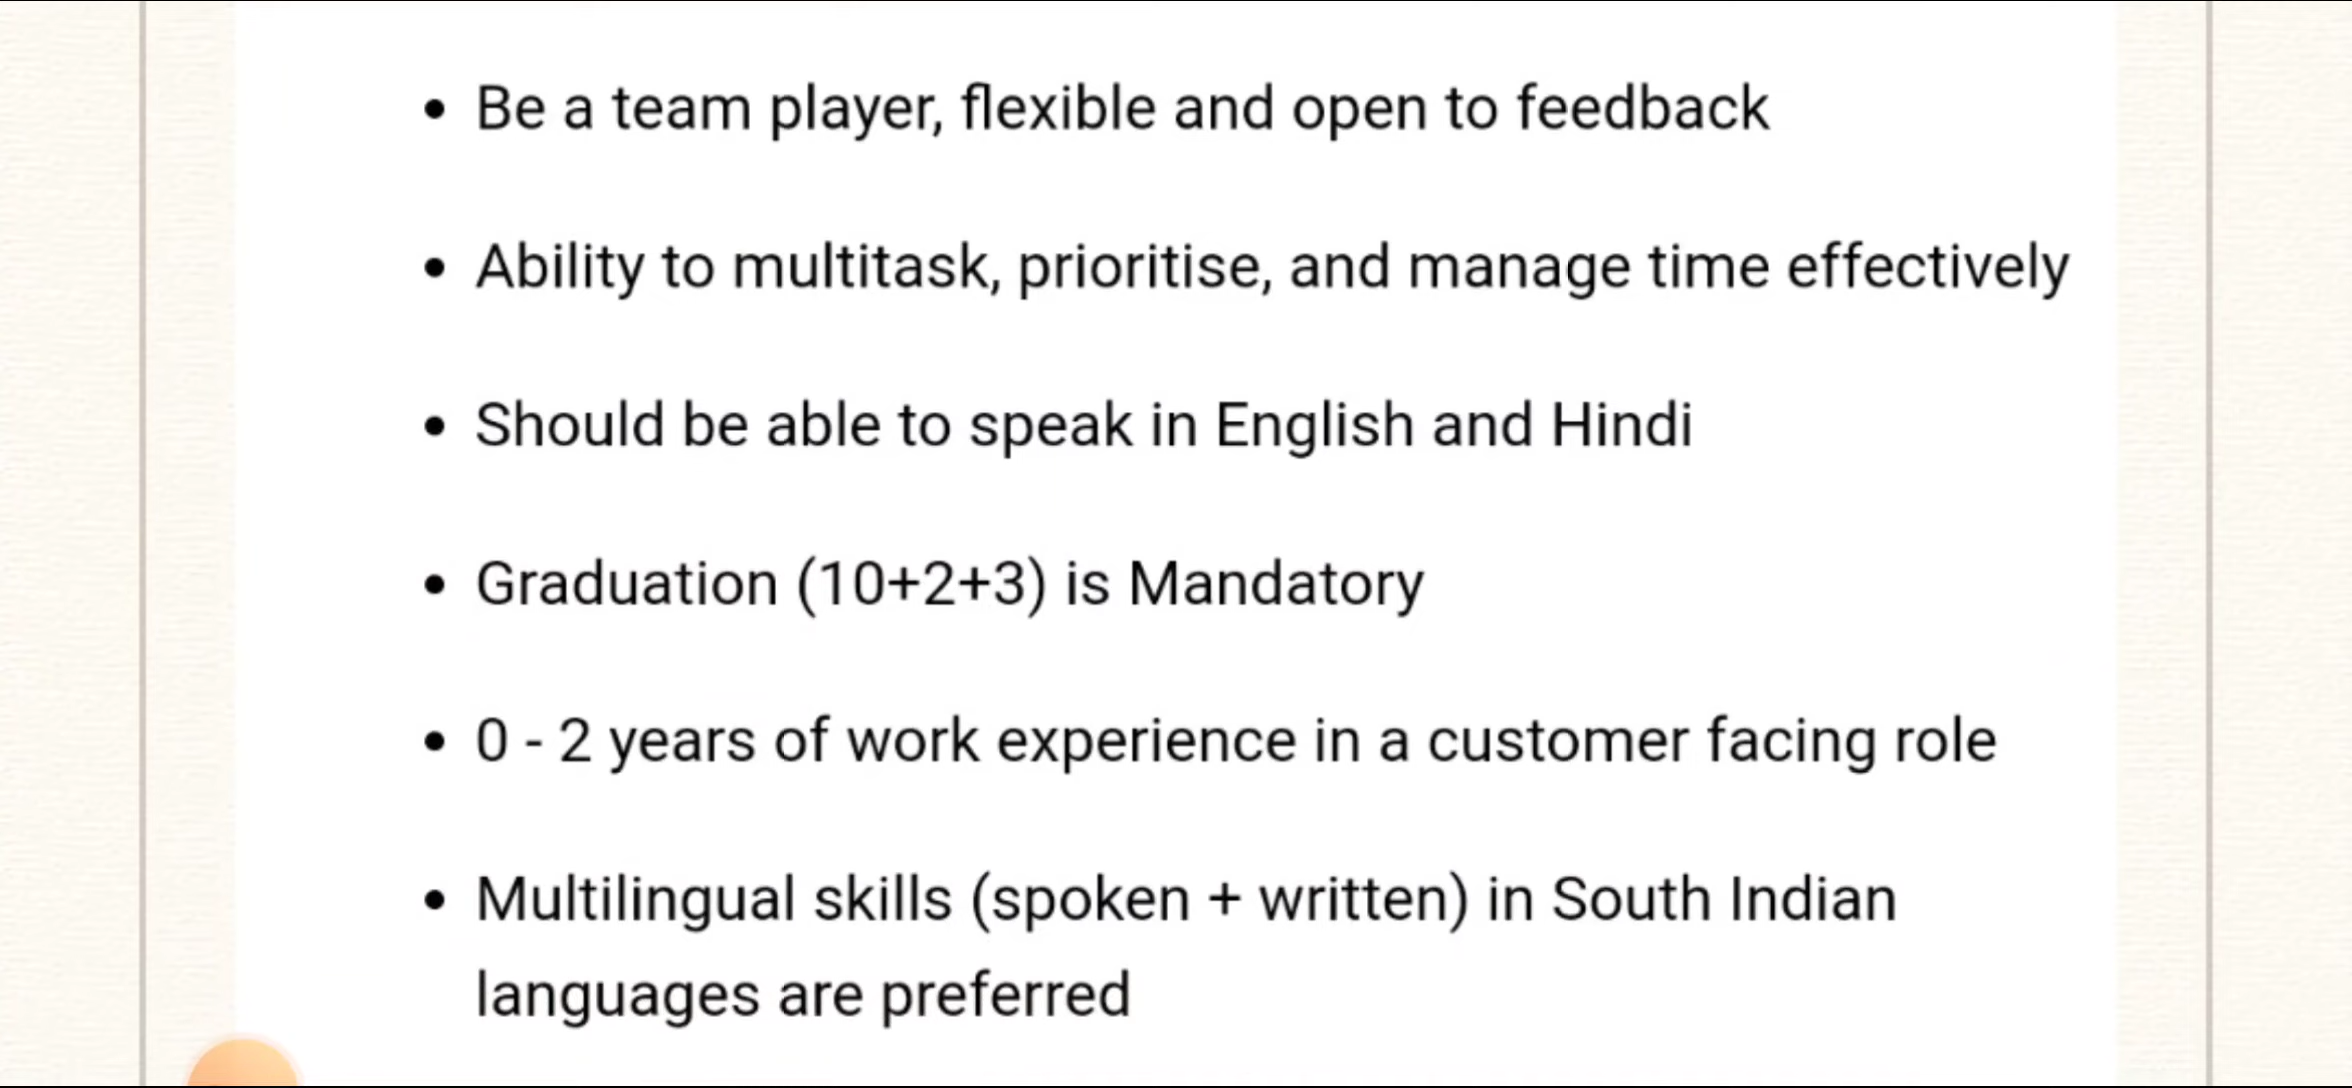 • Be a team player, flexible and open to feedback
• Ability to multitask, prioritise, and manage time effectively
• Should be able to speak in English and Hindi
• Graduation (10+2+3) is Mandatory
• 0 - 2 years of work experience in a customer facing role
• Multilingual skills (spoken + written) in South Indian
languages are preferred